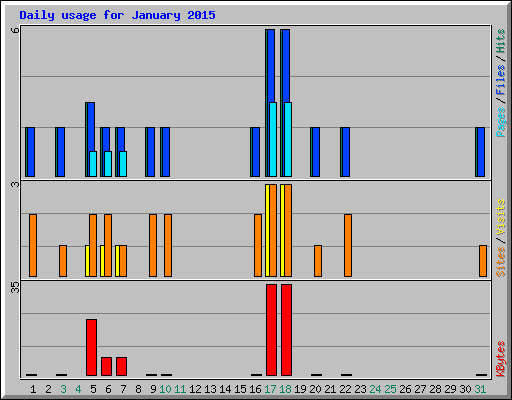 Daily usage for January 2015
6
3
35
Pages/Files/Hits
Sites/Visits
KBytes
1 2 3 4 5 6 7 8 9 10 11 12 13 14 15 16 17 18 19 20 21 22 23 24 25 26 27 28 29 30 31